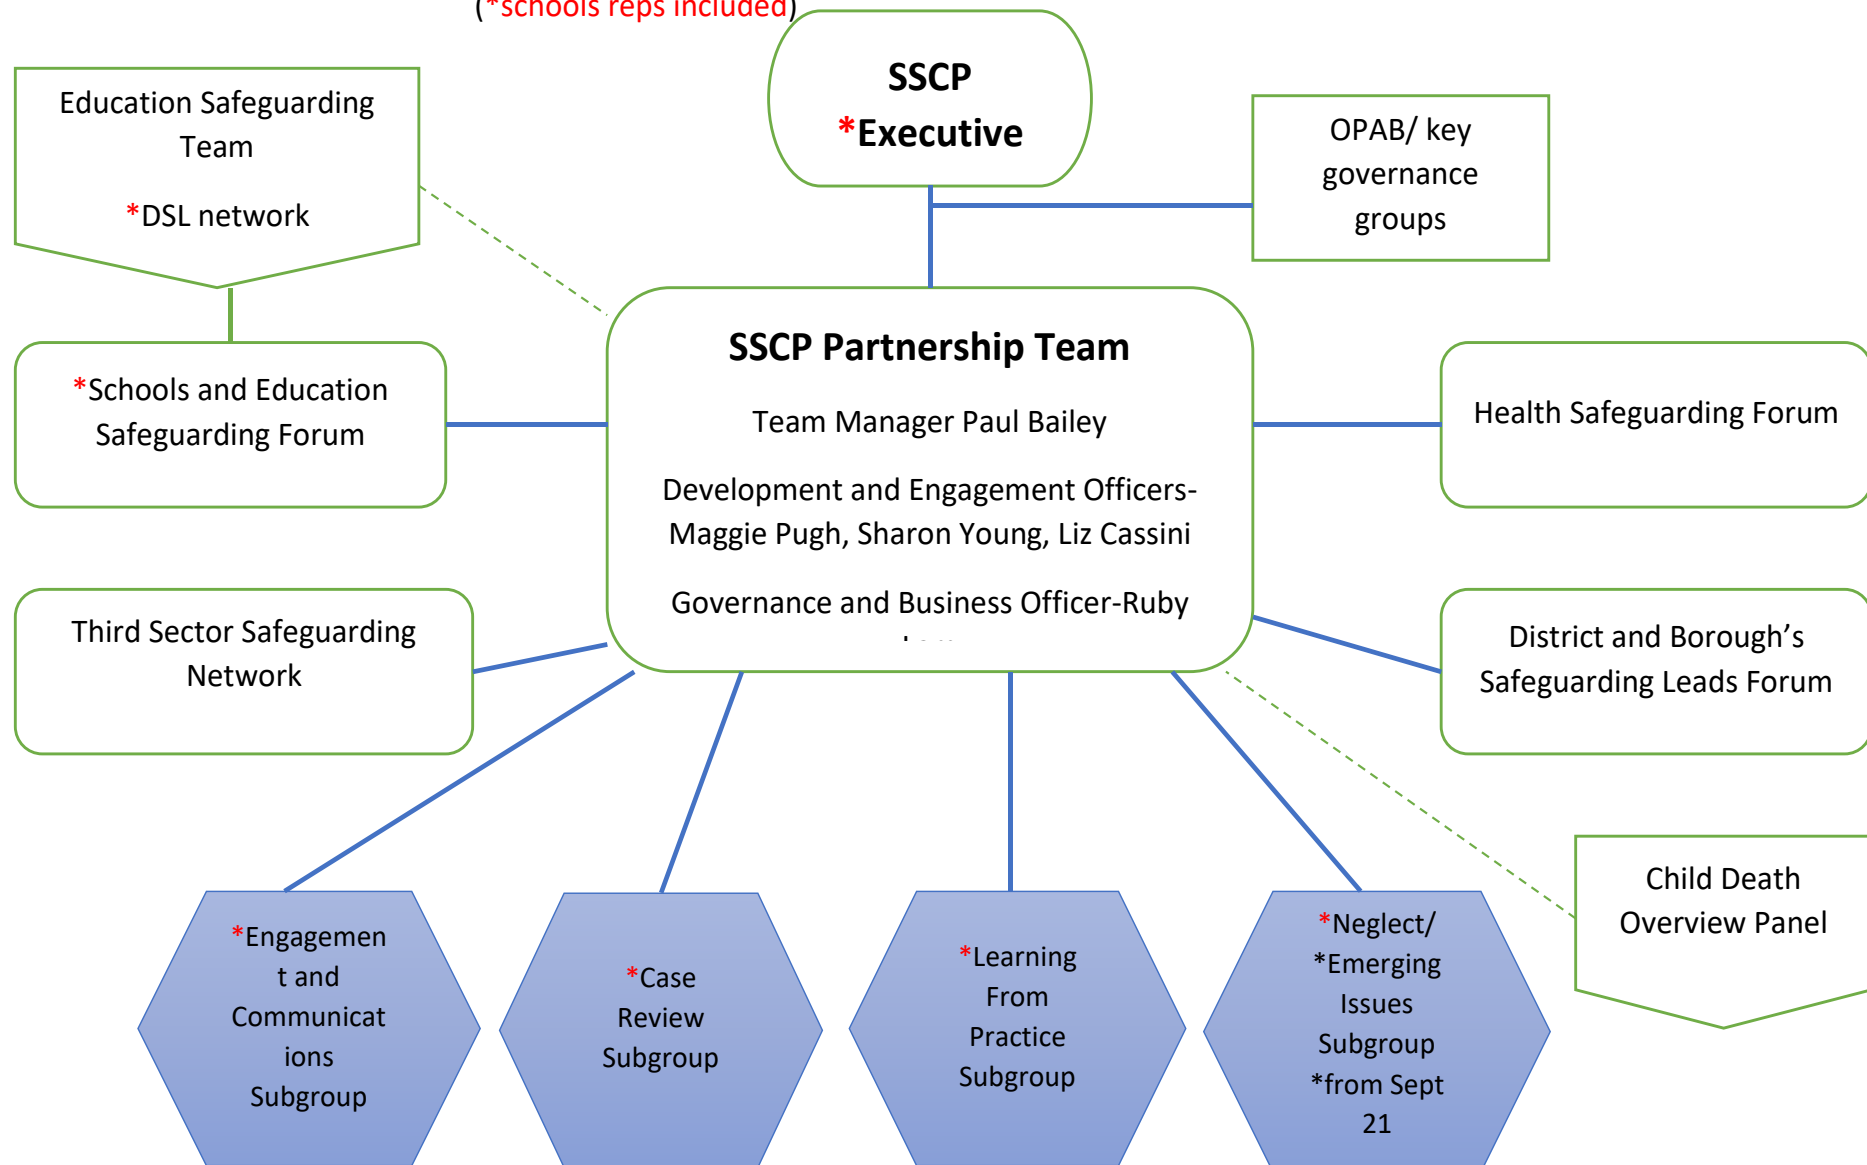 (*schools reps included)
SSCP
*Executive
Education Safeguarding
Team
*DSL network
OPAB/ key
governance
groups
SSCP Partnership Team
Team Manager Paul Bailey
Development and Engagement Officers-
Maggie Pugh, Sharon Young, Liz Cassini
Governance and Business Officer-Ruby
*Schools and Education
Safeguarding Forum
Health Safeguarding Forum
Third Sector Safeguarding
Network
District and Borough’s
Safeguarding Leads Forum
Child Death
Overview Panel
*Engagemen
t and
Communicat
ions
Subgroup
*Case
Review
Subgroup
*Learning
From
Practice
Subgroup
*Neglect/
*Emerging
Issues
Subgroup
*from Sept
21